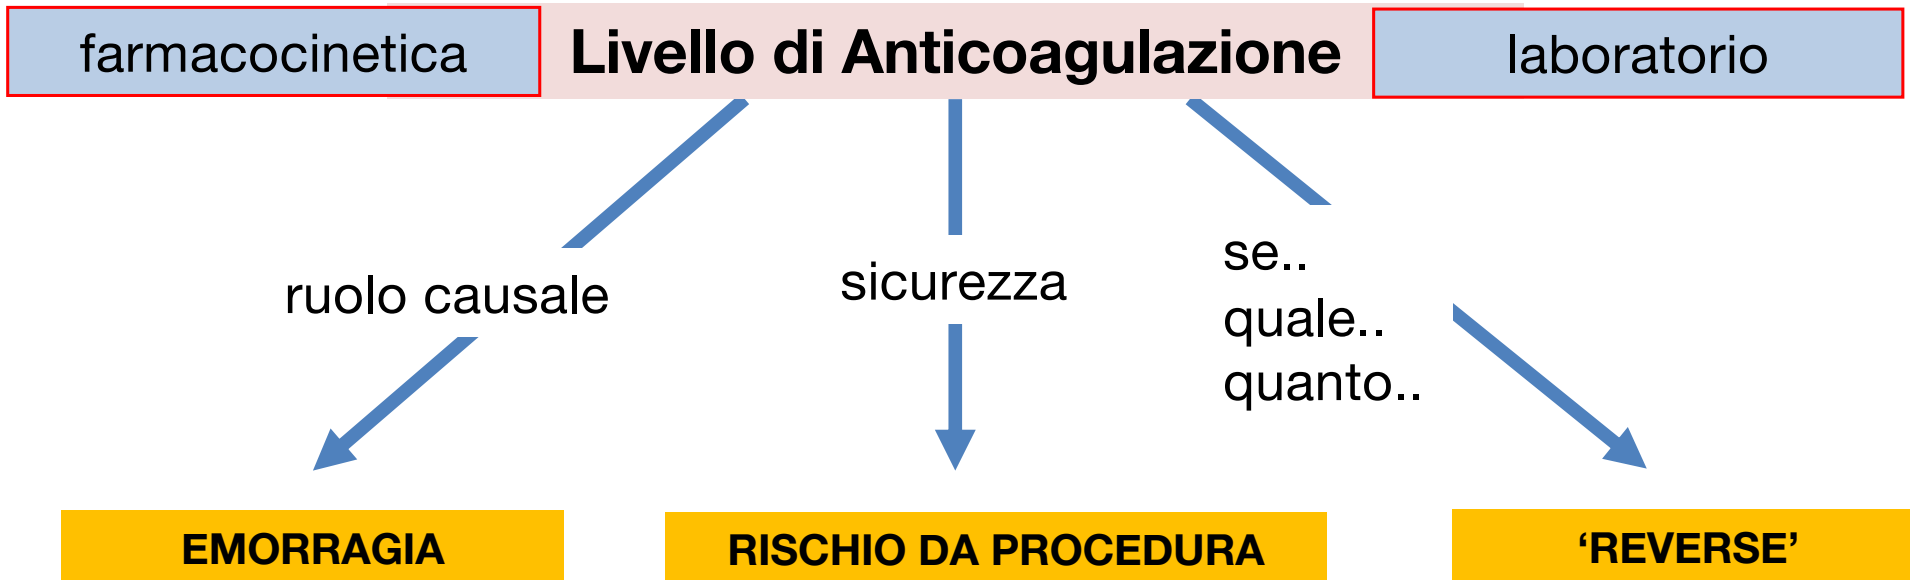 farmacocinetica
Livello di Anticoagulazione
laboratorio
ruolo causale
sicurezza
se..
quale..
quanto..
EMORRAGIA
RISCHIO DA PROCEDURA
‘REVERSE’